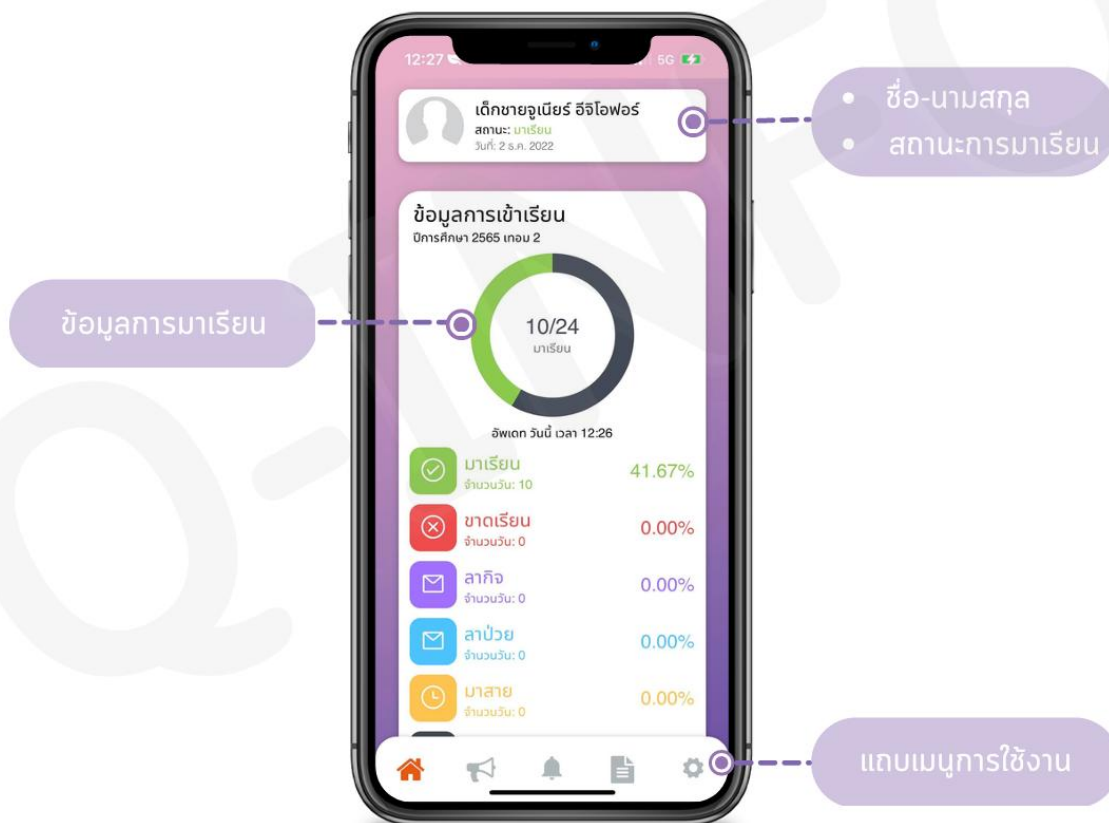 12:27
5G
เด็กชายจูเนียร์ อีจิโอฟอร์
สถานะ: มาเรียน
วันที่: 2 ธ.ค. 2022
• ชื่อ-นามสกุล
• สถานะการมาเรียน
ข้อมูลการเข้าเรียน
ปีการศึกษา 2565 เทอม 2
ข้อมูลการมาเรียน
10/24
มาเรียน
อัพเดท วันนี้ เวลา 12:26
มาเรียน
จำนวนวัน: 10
41.67%
ขาดเรียน
จำนวนวัน: 0
0.00%
ลากิจ
จำนวนวัน: 0
0.00%
ลาป่วย
จำนวนวัน: 0
0.00%
มาสาย
จำนวนวัน: 0
0.00%
แถบเมนูการใช้งาน
Q-INFO